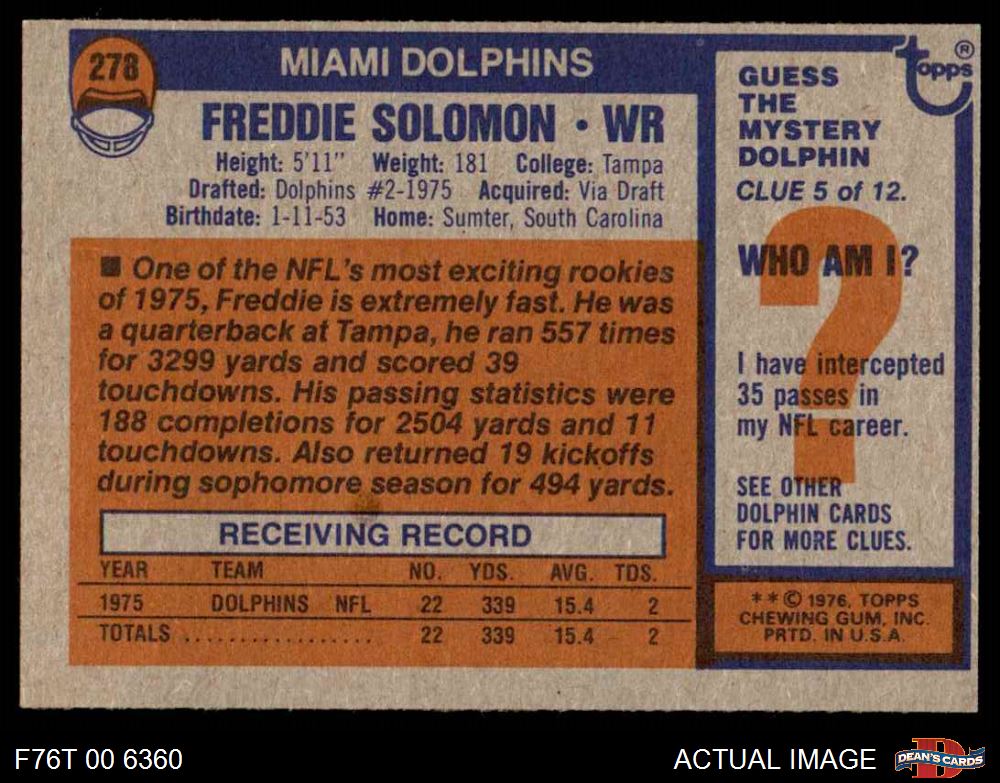 278
MIAMI DOLPHINS
FREDDIE SOLOMON • WR
Height: 5'11" Weight: 181 College: Tampa
Drafted: Dolphins #2-1975 Acquired: Via Draft
Birthdate: 1-11-53 Home: Sumter, South Carolina
■ One of the NFL's most exciting rookies
of 1975, Freddie is extremely fast. He was
a quarterback at Tampa, he ran 557 times
for 3299 yards and scored 39
touchdowns. His passing statistics were
188 completions for 2504 yards and 11
touchdowns. Also returned 19 kickoffs
during sophomore season for 494 yards.
RECEIVING RECORD
YEAR TEAM NO. YDS. AVG. TDS.
1975 DOLPHINS NFL 22 339 15.4 2
TOTALS ................. 22 339 15.4 2
topps ®
GUESS
THE
MYSTERY
DOLPHIN
CLUE 5 of 12.
?
WHO AM I?
I have intercepted
35 passes in
my NFL career.
SEE OTHER
DOLPHIN CARDS
FOR MORE CLUES.
**© 1976, TOPPS
CHEWING GUM, INC.
PRTD. IN U.S.A.
F76T 00 6360
ACTUAL IMAGE
D
DEAN'S CARDS